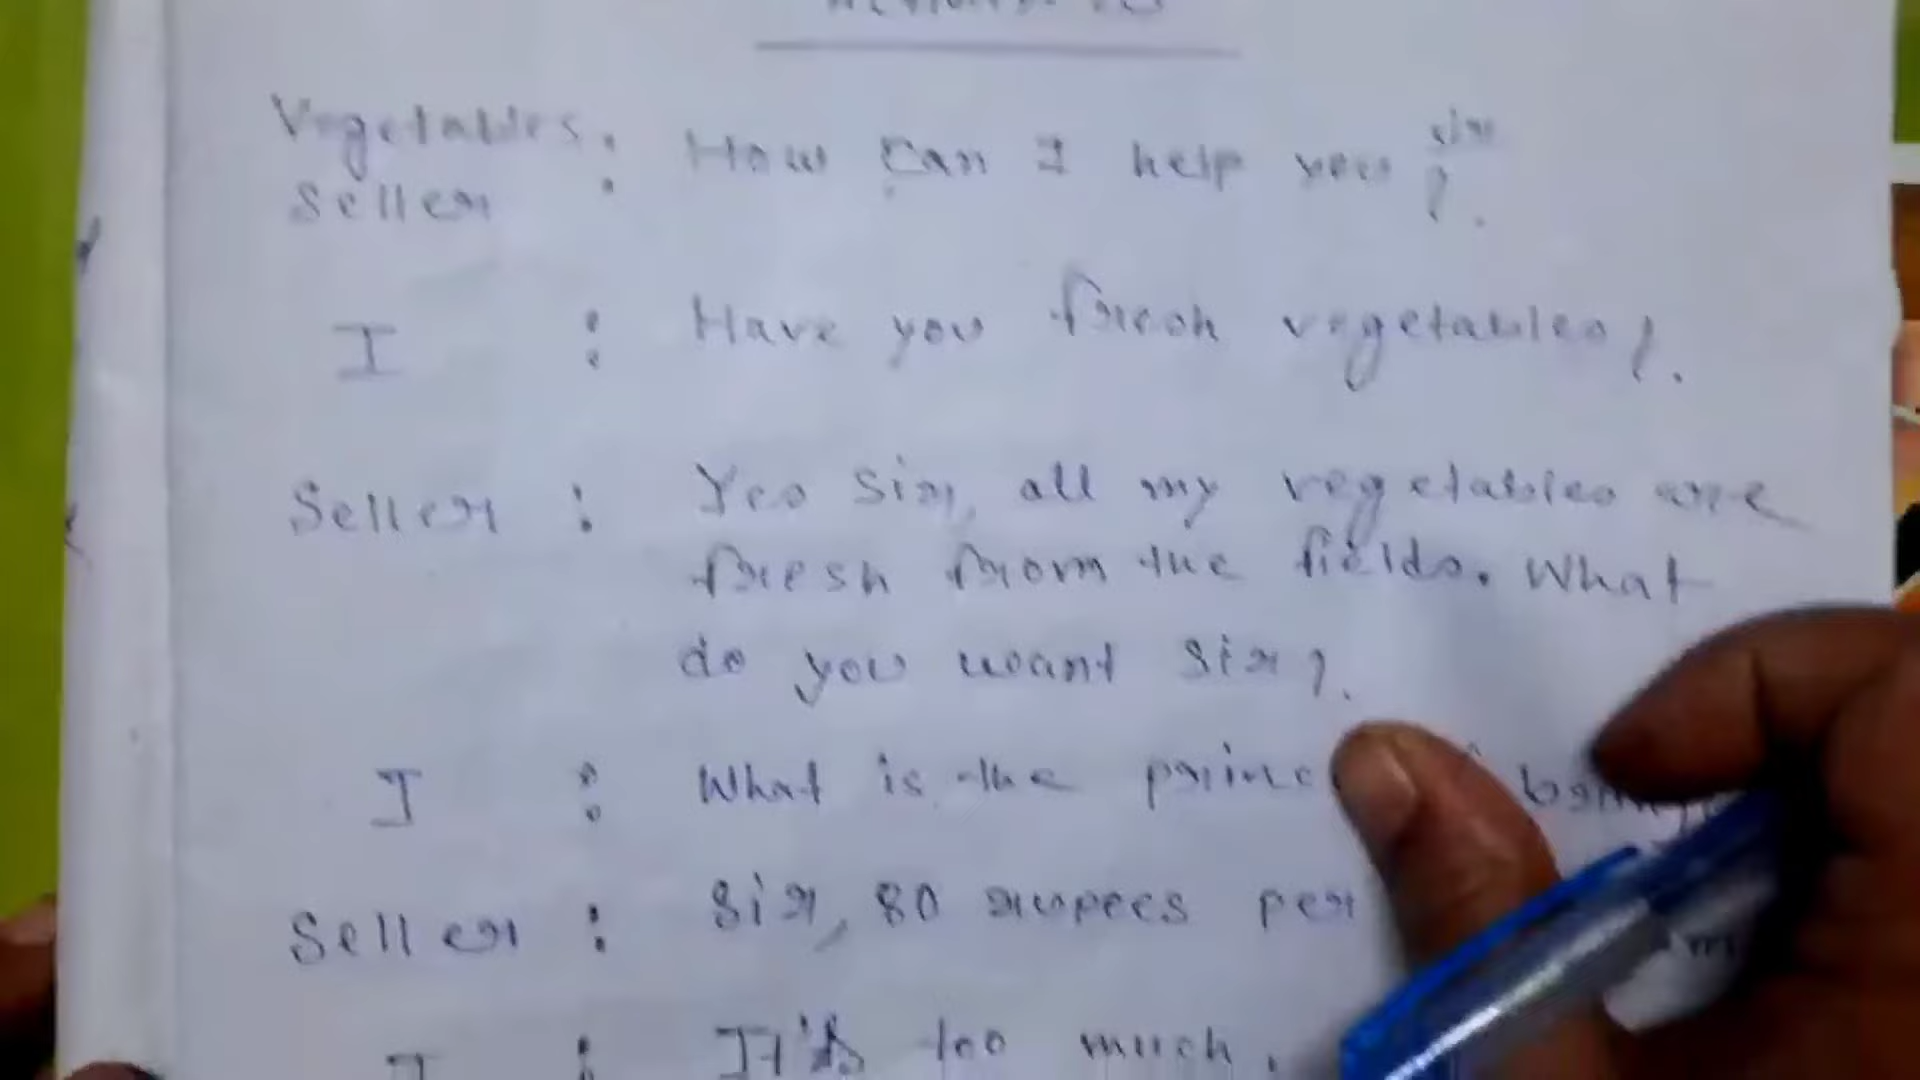 Vegetables Seller : How can I help you sir ?
I : Have you fresh vegetables ?
Seller : Yes sir, all my vegetables are
fresh from the fields. What
do you want sir ?
I : What is the
Seller : Sir, 80 rupees per
I : It's too much.